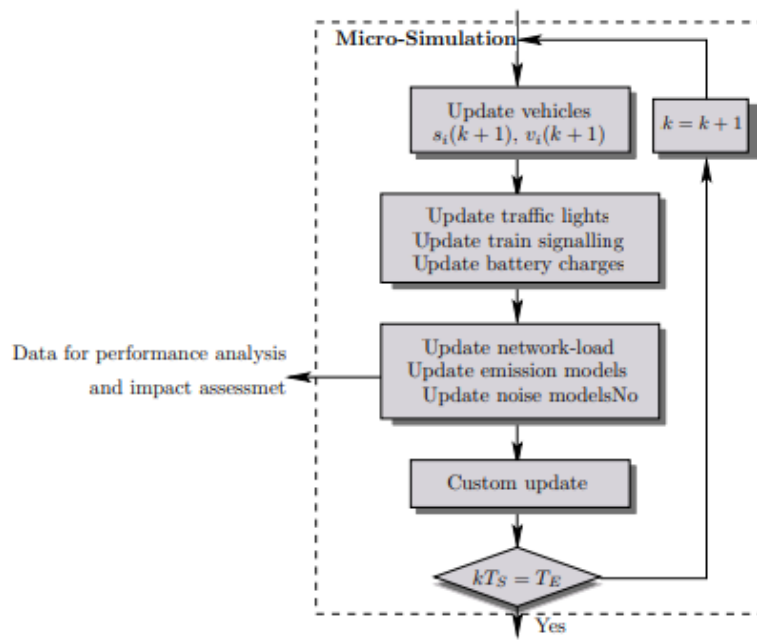 Micro-Simulation
Update vehicles
s_i(k + 1), v_i(k + 1)
k = k + 1
Update traffic lights
Update train signalling
Update battery charges
Data for performance analysis
and impact assessmet
Update network-load
Update emission models
Update noise modelsNo
Custom update
kT_S = T_E
Yes